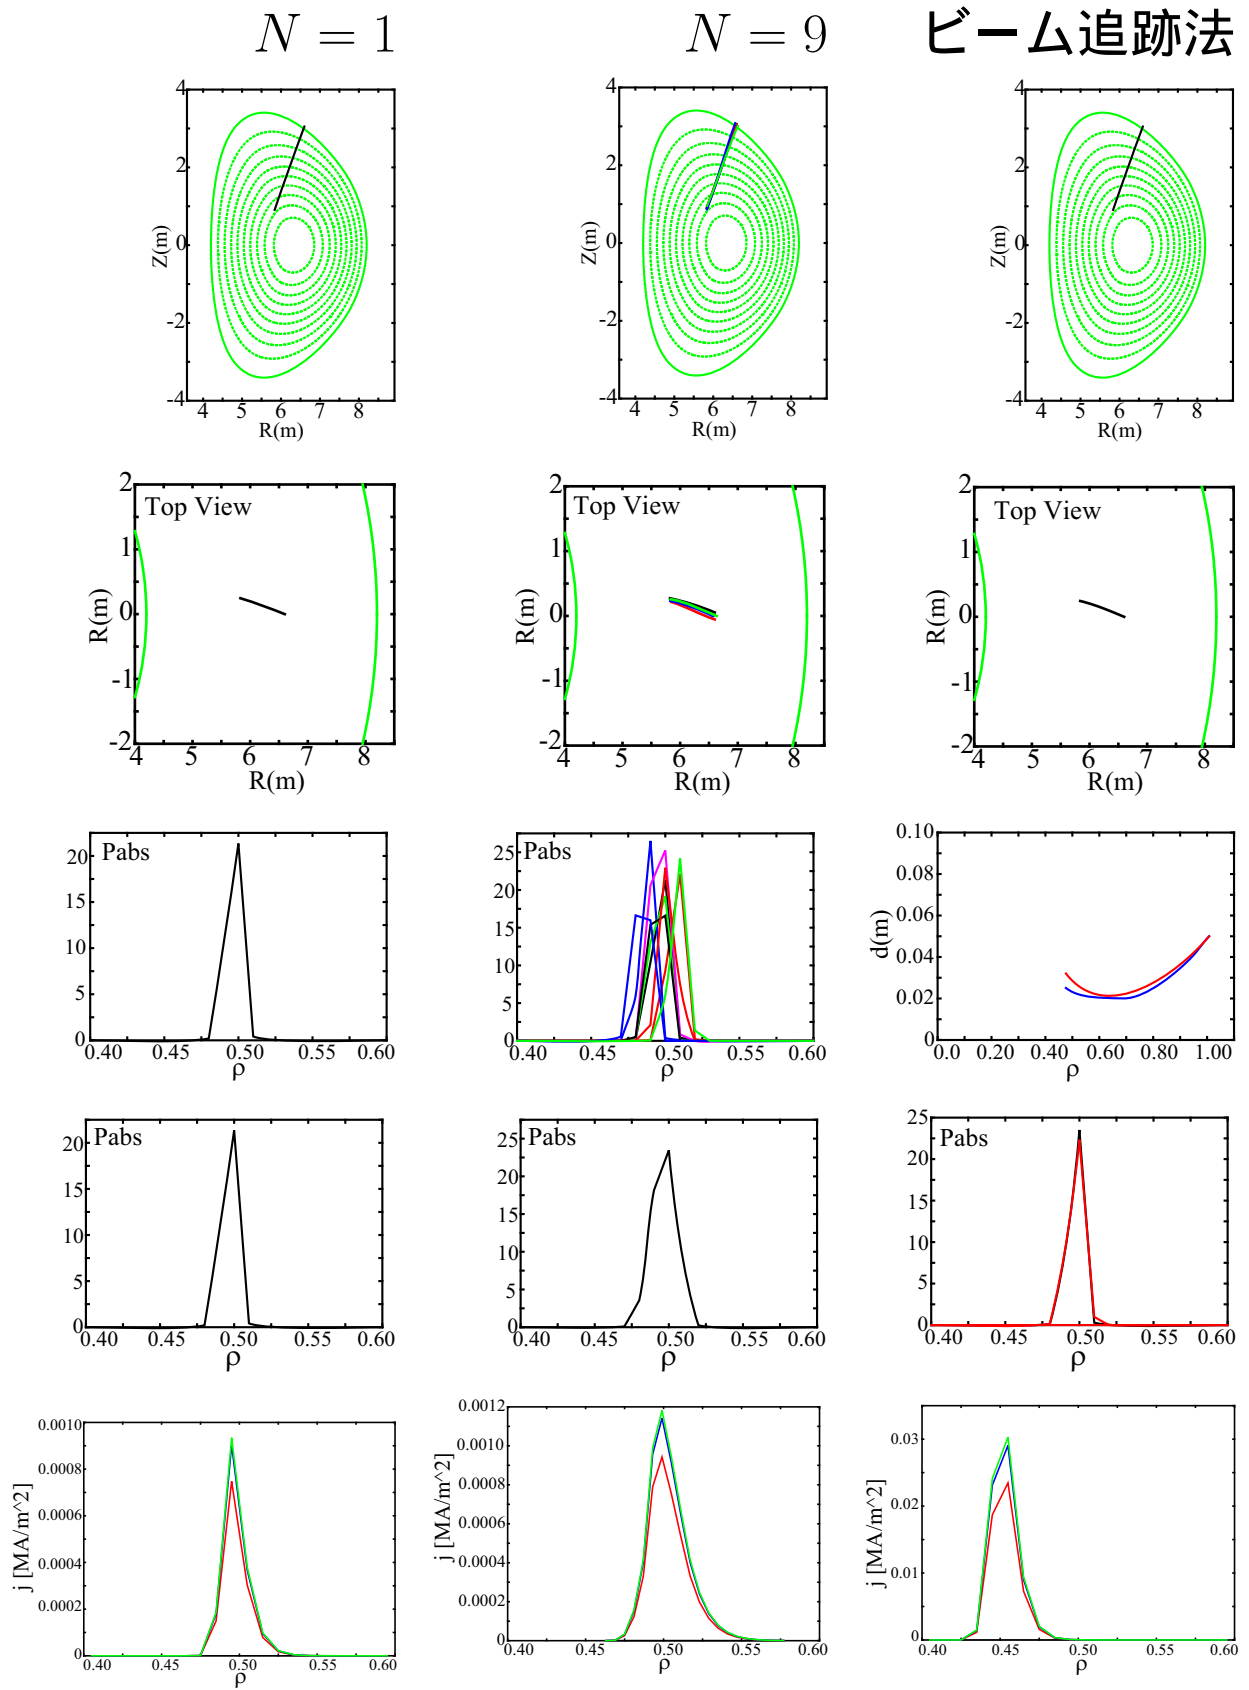 N = 1
N = 9
ビーム追跡法
4
2
0
-2
-4
Z(m)
4 5 6 7 8
R(m)
4
2
0
-2
-4
Z(m)
4 5 6 7 8
R(m)
4
2
0
-2
-4
Z(m)
4 5 6 7 8
R(m)
Top View
2
1
0
-1
-2
R(m)
4 5 6 7 8
R(m)
Top View
2
1
0
-1
-2
R(m)
4 5 6 7 8
R(m)
Top View
2
1
0
-1
-2
R(m)
4 5 6 7 8
R(m)
Pabs
20
15
10
5
0
0.40 0.45 0.50 0.55 0.60
ρ
Pabs
25
20
15
10
5
0
0.40 0.45 0.50 0.55 0.60
ρ
0.10
0.08
0.06
0.04
0.02
0
d(m)
0.0 0.20 0.40 0.60 0.80 1.00
ρ
Pabs
20
15
10
5
0
0.40 0.45 0.50 0.55 0.60
ρ
Pabs
25
20
15
10
5
0
0.40 0.45 0.50 0.55 0.60
ρ
Pabs
25
20
15
10
5
0
0.40 0.45 0.50 0.55 0.60
ρ
0.0010
0.0008
0.0006
0.0004
0.0002
0
j [MA/m^2]
0.40 0.45 0.50 0.55 0.60
ρ
0.0012
0.0010
0.0008
0.0006
0.0004
0.0002
0
j [MA/m^2]
0.40 0.45 0.50 0.55 0.60
ρ
0.03
0.02
0.01
0
j [MA/m^2]
0.40 0.45 0.50 0.55 0.60
ρ